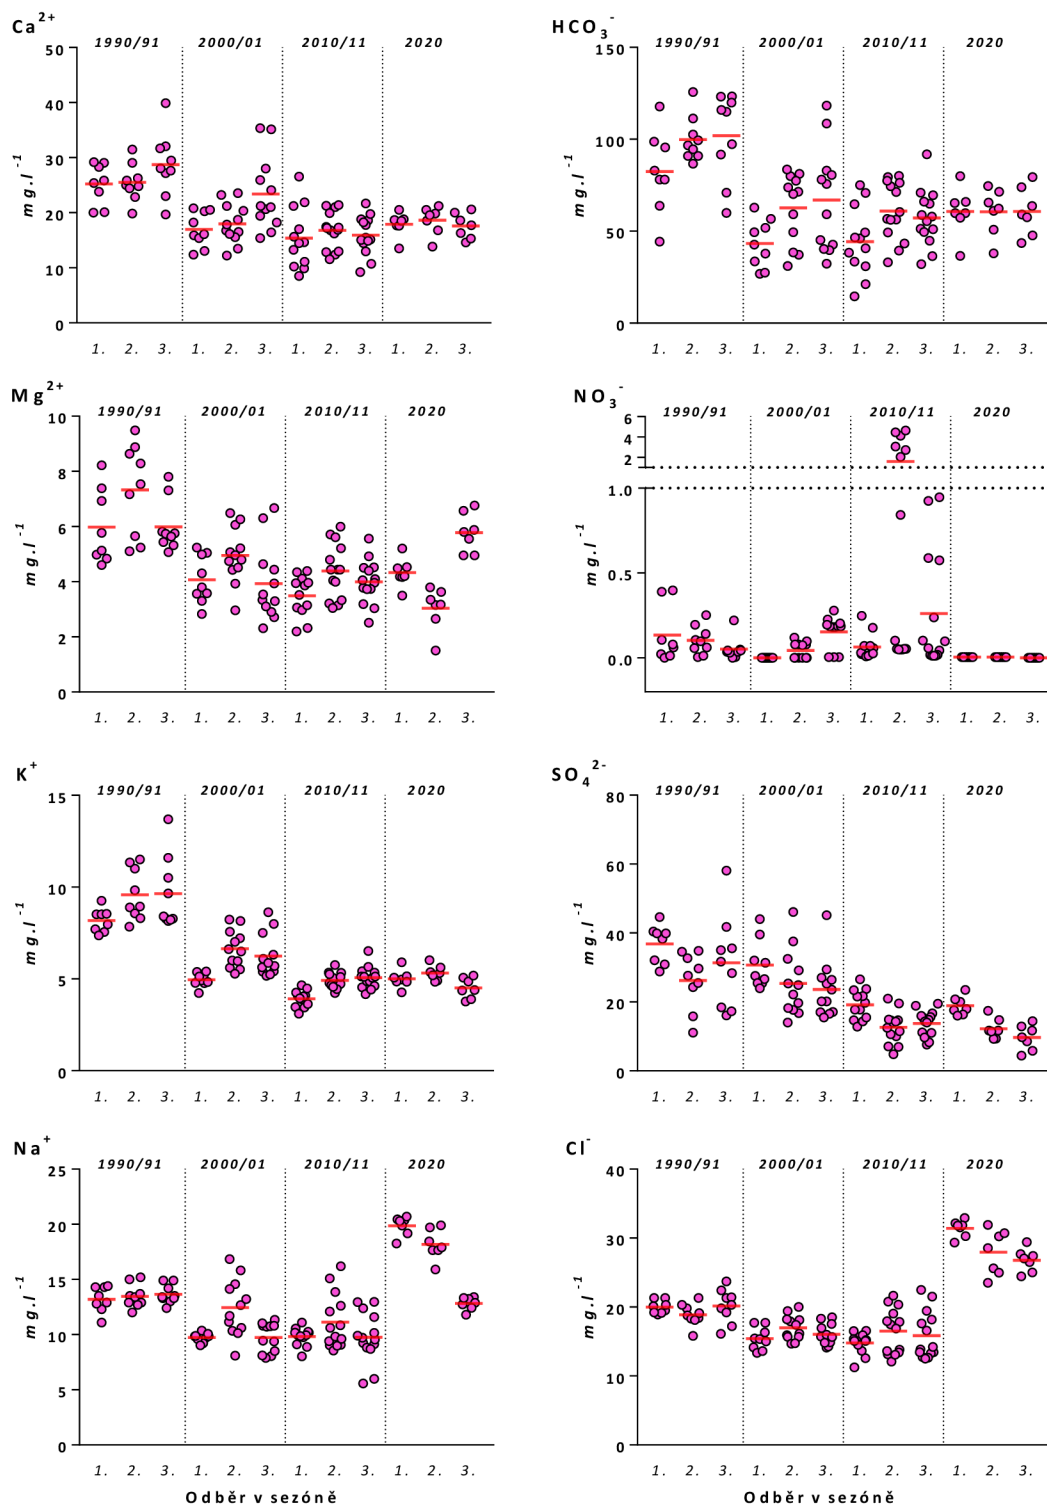 Ca2+
1990/91 2000/01 2010/11 2020
50
40
30
20
10
0
mg.l-1
1. 2. 3. 1. 2. 3. 1. 2. 3. 1. 2. 3.
HCO3-
1990/91 2000/01 2010/11 2020
150
100
50
0
mg.l-1
1. 2. 3. 1. 2. 3. 1. 2. 3. 1. 2. 3.
Mg2+
1990/91 2000/01 2010/11 2020
10
8
6
4
2
0
mg.l-1
1. 2. 3. 1. 2. 3. 1. 2. 3. 1. 2. 3.
NO3-
1990/91 2000/01 2010/11 2020
6
4
2
1.0
0.5
0.0
mg.l-1
1. 2. 3. 1. 2. 3. 1. 2. 3. 1. 2. 3.
K+
1990/91 2000/01 2010/11 2020
15
10
5
0
mg.l-1
1. 2. 3. 1. 2. 3. 1. 2. 3. 1. 2. 3.
SO42-
1990/91 2000/01 2010/11 2020
80
60
40
20
0
mg.l-1
1. 2. 3. 1. 2. 3. 1. 2. 3. 1. 2. 3.
Na+
1990/91 2000/01 2010/11 2020
25
20
15
10
5
0
mg.l-1
1. 2. 3. 1. 2. 3. 1. 2. 3. 1. 2. 3.
Odběr v sezóně
Cl-
1990/91 2000/01 2010/11 2020
40
30
20
10
0
mg.l-1
1. 2. 3. 1. 2. 3. 1. 2. 3. 1. 2. 3.
Odběr v sezóně